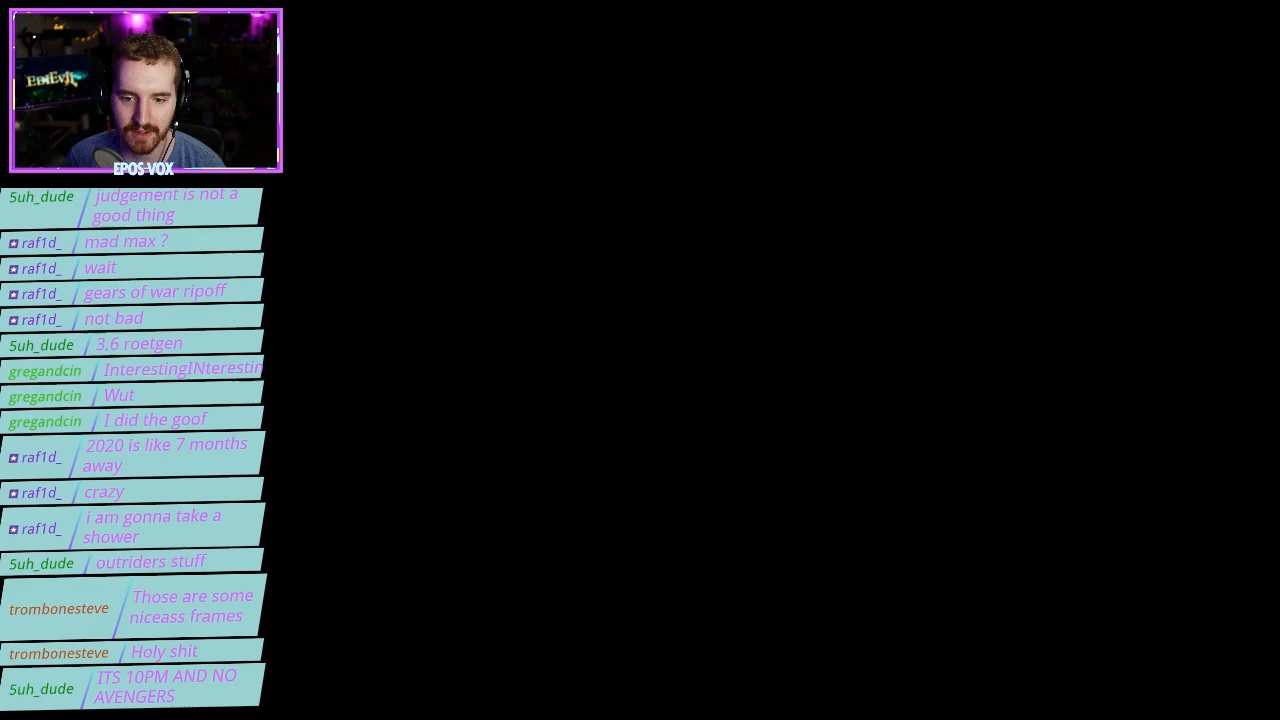 EPOS VOX
5uh_dude judgement is not a
good thing
raf1d_ mad max ?
raf1d_ wait
raf1d_ gears of war ripoff
raf1d_ not bad
5uh_dude 3.6 roetgen
gregandcin InterestingINterestin
gregandcin Wut
gregandcin I did the goof
raf1d_ 2020 is like 7 months
away
raf1d_ crazy
raf1d_ i am gonna take a
shower
5uh_dude outriders stuff
trombonesteve Those are some
niceass frames
trombonesteve Holy shit
5uh_dude ITS 10PM AND NO
AVENGERS